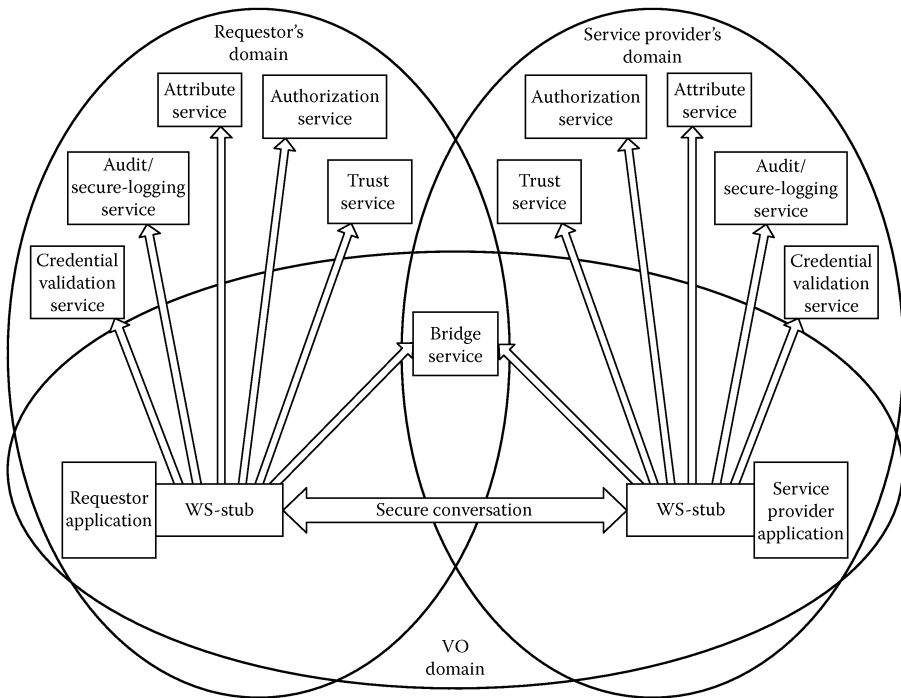 Requestor's
domain
Service provider's
domain
Attribute
service
Authorization
service
Authorization
service
Attribute
service
Audit/
secure-logging
service
Trust
service
Trust
service
Audit/
secure-logging
service
Credential
validation
service
Credential
validation
service
Bridge
service
Requestor
application
WS-stub
Secure conversation
WS-stub
Service
provider
application
VO
domain